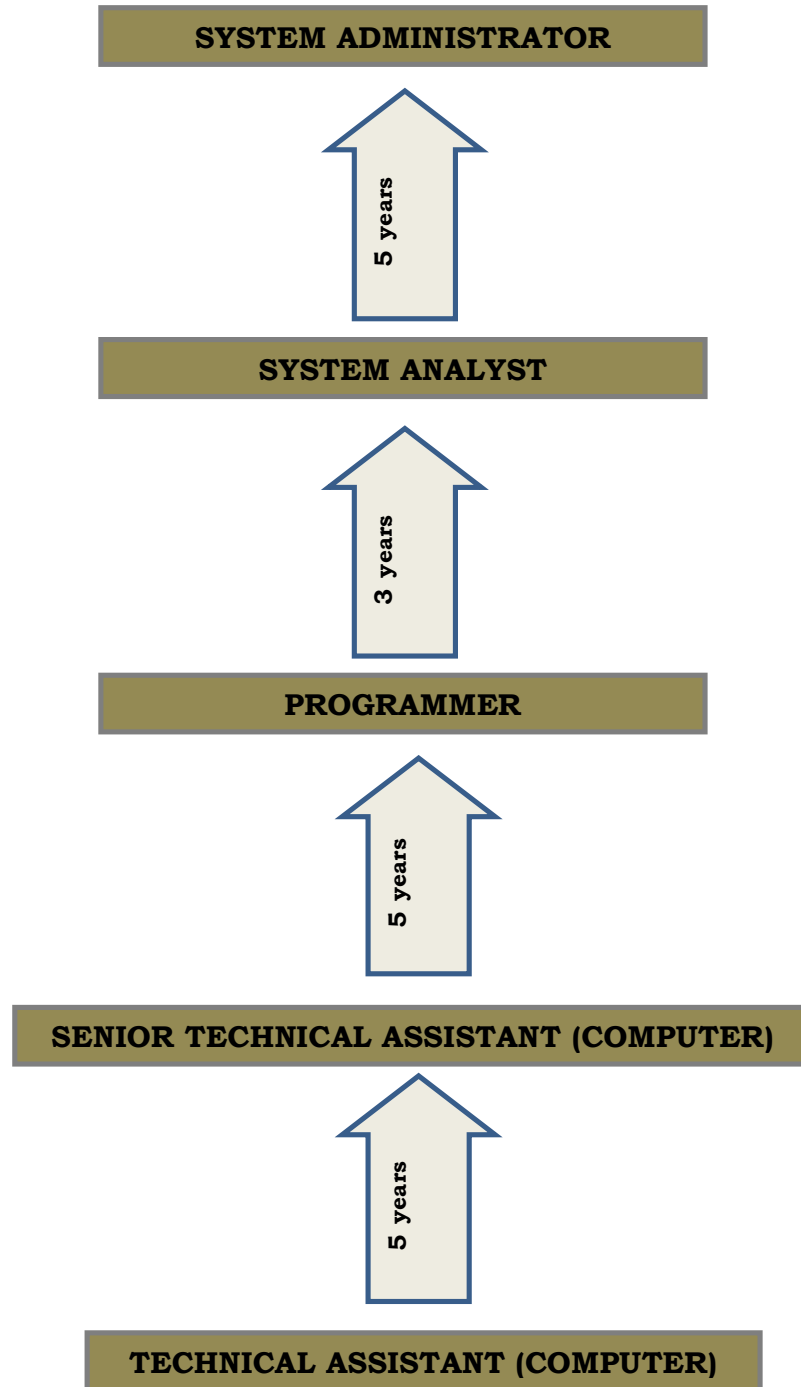 SYSTEM ADMINISTRATOR
5 years
SYSTEM ANALYST
3 years
PROGRAMMER
5 years
SENIOR TECHNICAL ASSISTANT (COMPUTER)
5 years
TECHNICAL ASSISTANT (COMPUTER)